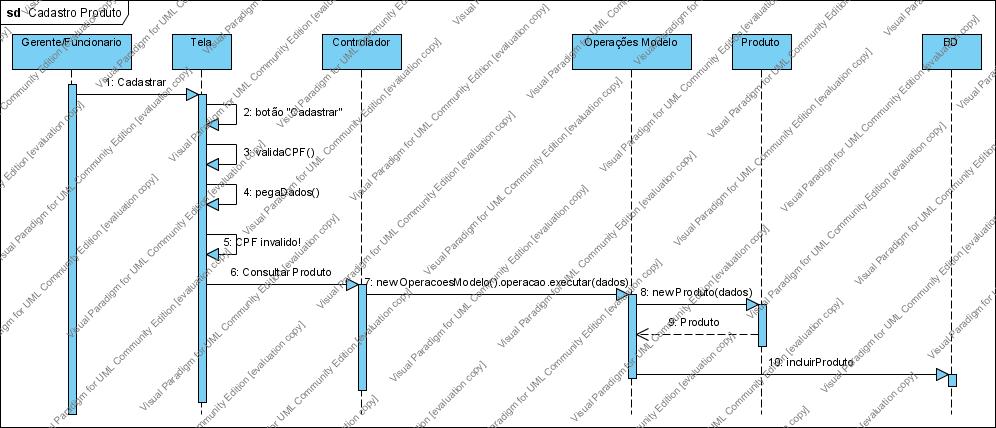 sd Cadastro Produto
Gerente/Funcionario
Tela
Controlador
Operações Modelo
Produto
BD
1: Cadastrar
2: botão "Cadastrar"
3: validaCPF()
4: pegaDados()
5: CPF invalido!
6: ConsultarProduto
7: newOperacoesModelo().operacao.executar(dados)
8: newProduto(dados)
9: Produto
10: incluirProduto
Visual Paradigm for UML Community Edition [evaluation copy]